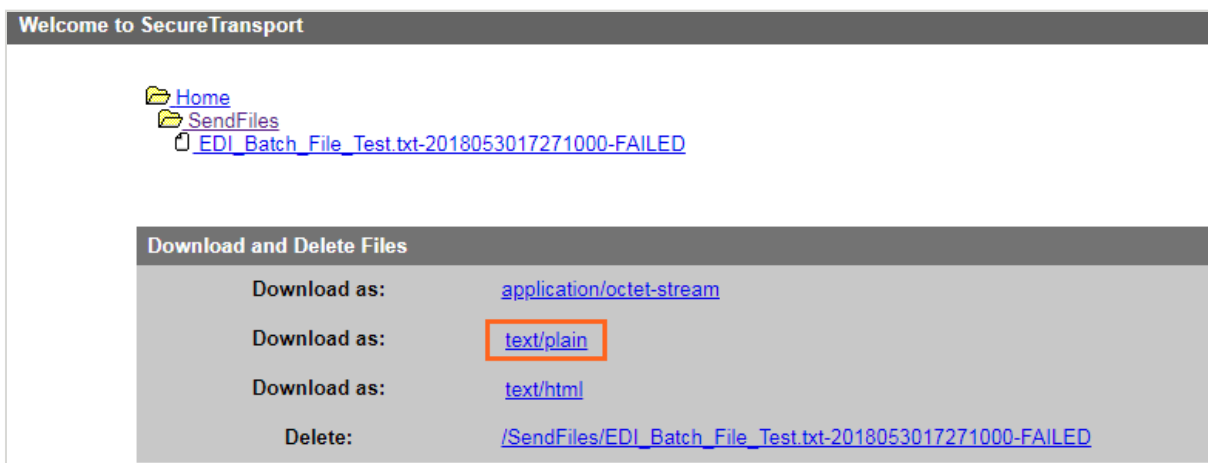 Welcome to SecureTransport
Home
SendFiles
EDI_Batch_File_Test.txt-2018053017271000-FAILED
Download and Delete Files
Download as: application/octet-stream
Download as: text/plain
Download as: text/html
Delete: /SendFiles/EDI_Batch_File_Test.txt-2018053017271000-FAILED